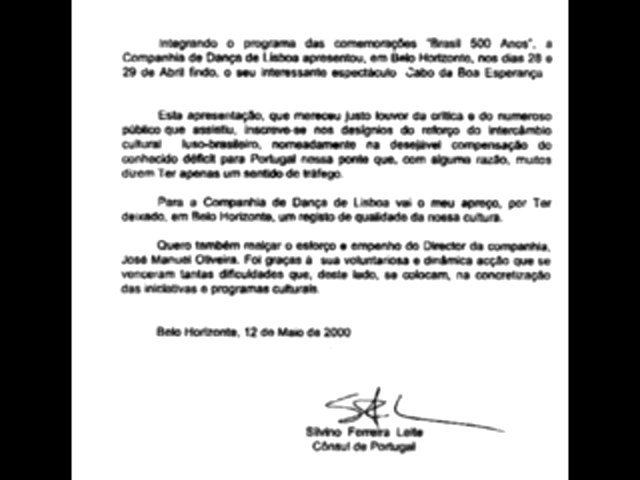 Integrando o programa das comemorações "Brasil 500 Anos", a
Companhia de Dança de Lisboa apresentou, em Belo Horizonte, nos dias 28 e
29 de Abril findo, o seu interessante espectáculo Cabo da Boa Esperança
Esta apresentação, que mereceu justo louvor da crítica e do numeroso
público que assistiu, inscreve-se nos desígnios do reforço do intercâmbio
cultural luso-brasileiro, nomeadamente na desejável compensação do
conhecido déficit para Portugal nessa ponte que, com alguma razão, muitos
dizem Ter apenas um sentido de tráfego.
Para a Companhia de Dança de Lisboa vai o meu apreço, por Ter
deixado, em Belo Horizonte, um registo de qualidade da nossa cultura.
Quero também realçar o esforço e empenho do Director da companhia,
José Manuel Oliveira. Foi graças à sua voluntariosa e dinâmica acção que se
venceram tantas dificuldades que, deste lado, se colocam, na concretização
das iniciativas e programas culturais.
Belo Horizonte, 12 de Maio de 2000
Silvino Ferreira Leite
Cônsul de Portugal